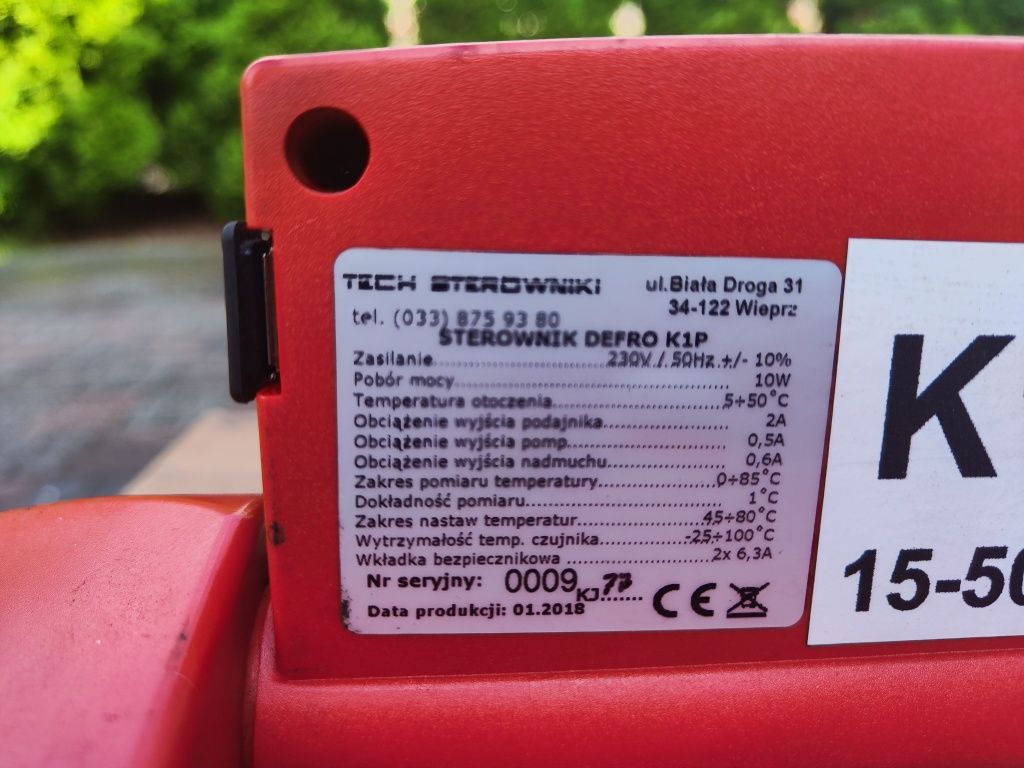 TECH STEROWNIKI
ul.Biała Droga 31
34-122 Wieprz
tel. (033) 875 93 80
STEROWNIK DEFRO K1P
Zasilanie........................230V / 50Hz +/- 10%
Pobór mocy........................................ 10W
Temperatura otoczenia.........................5÷50°C
Obciążenie wyjścia podajnika....................... 2A
Obciążenie wyjścia pomp........................ 0,5A
Obciążenie wyjścia nadmuchu................. 0,6A
Zakres pomiaru temperatury.................0÷85°C
Dokładność pomiaru............................... 1°C
Zakres nastaw temperatur..................45÷80°C
Wytrzymałość temp. czujnika............-25÷100°C
Wkładka bezpiecznikowa ......................2x 6,3A
Nr seryjny: 0009 KJ 77
Data produkcji: 01.2018
CE
K
15-50